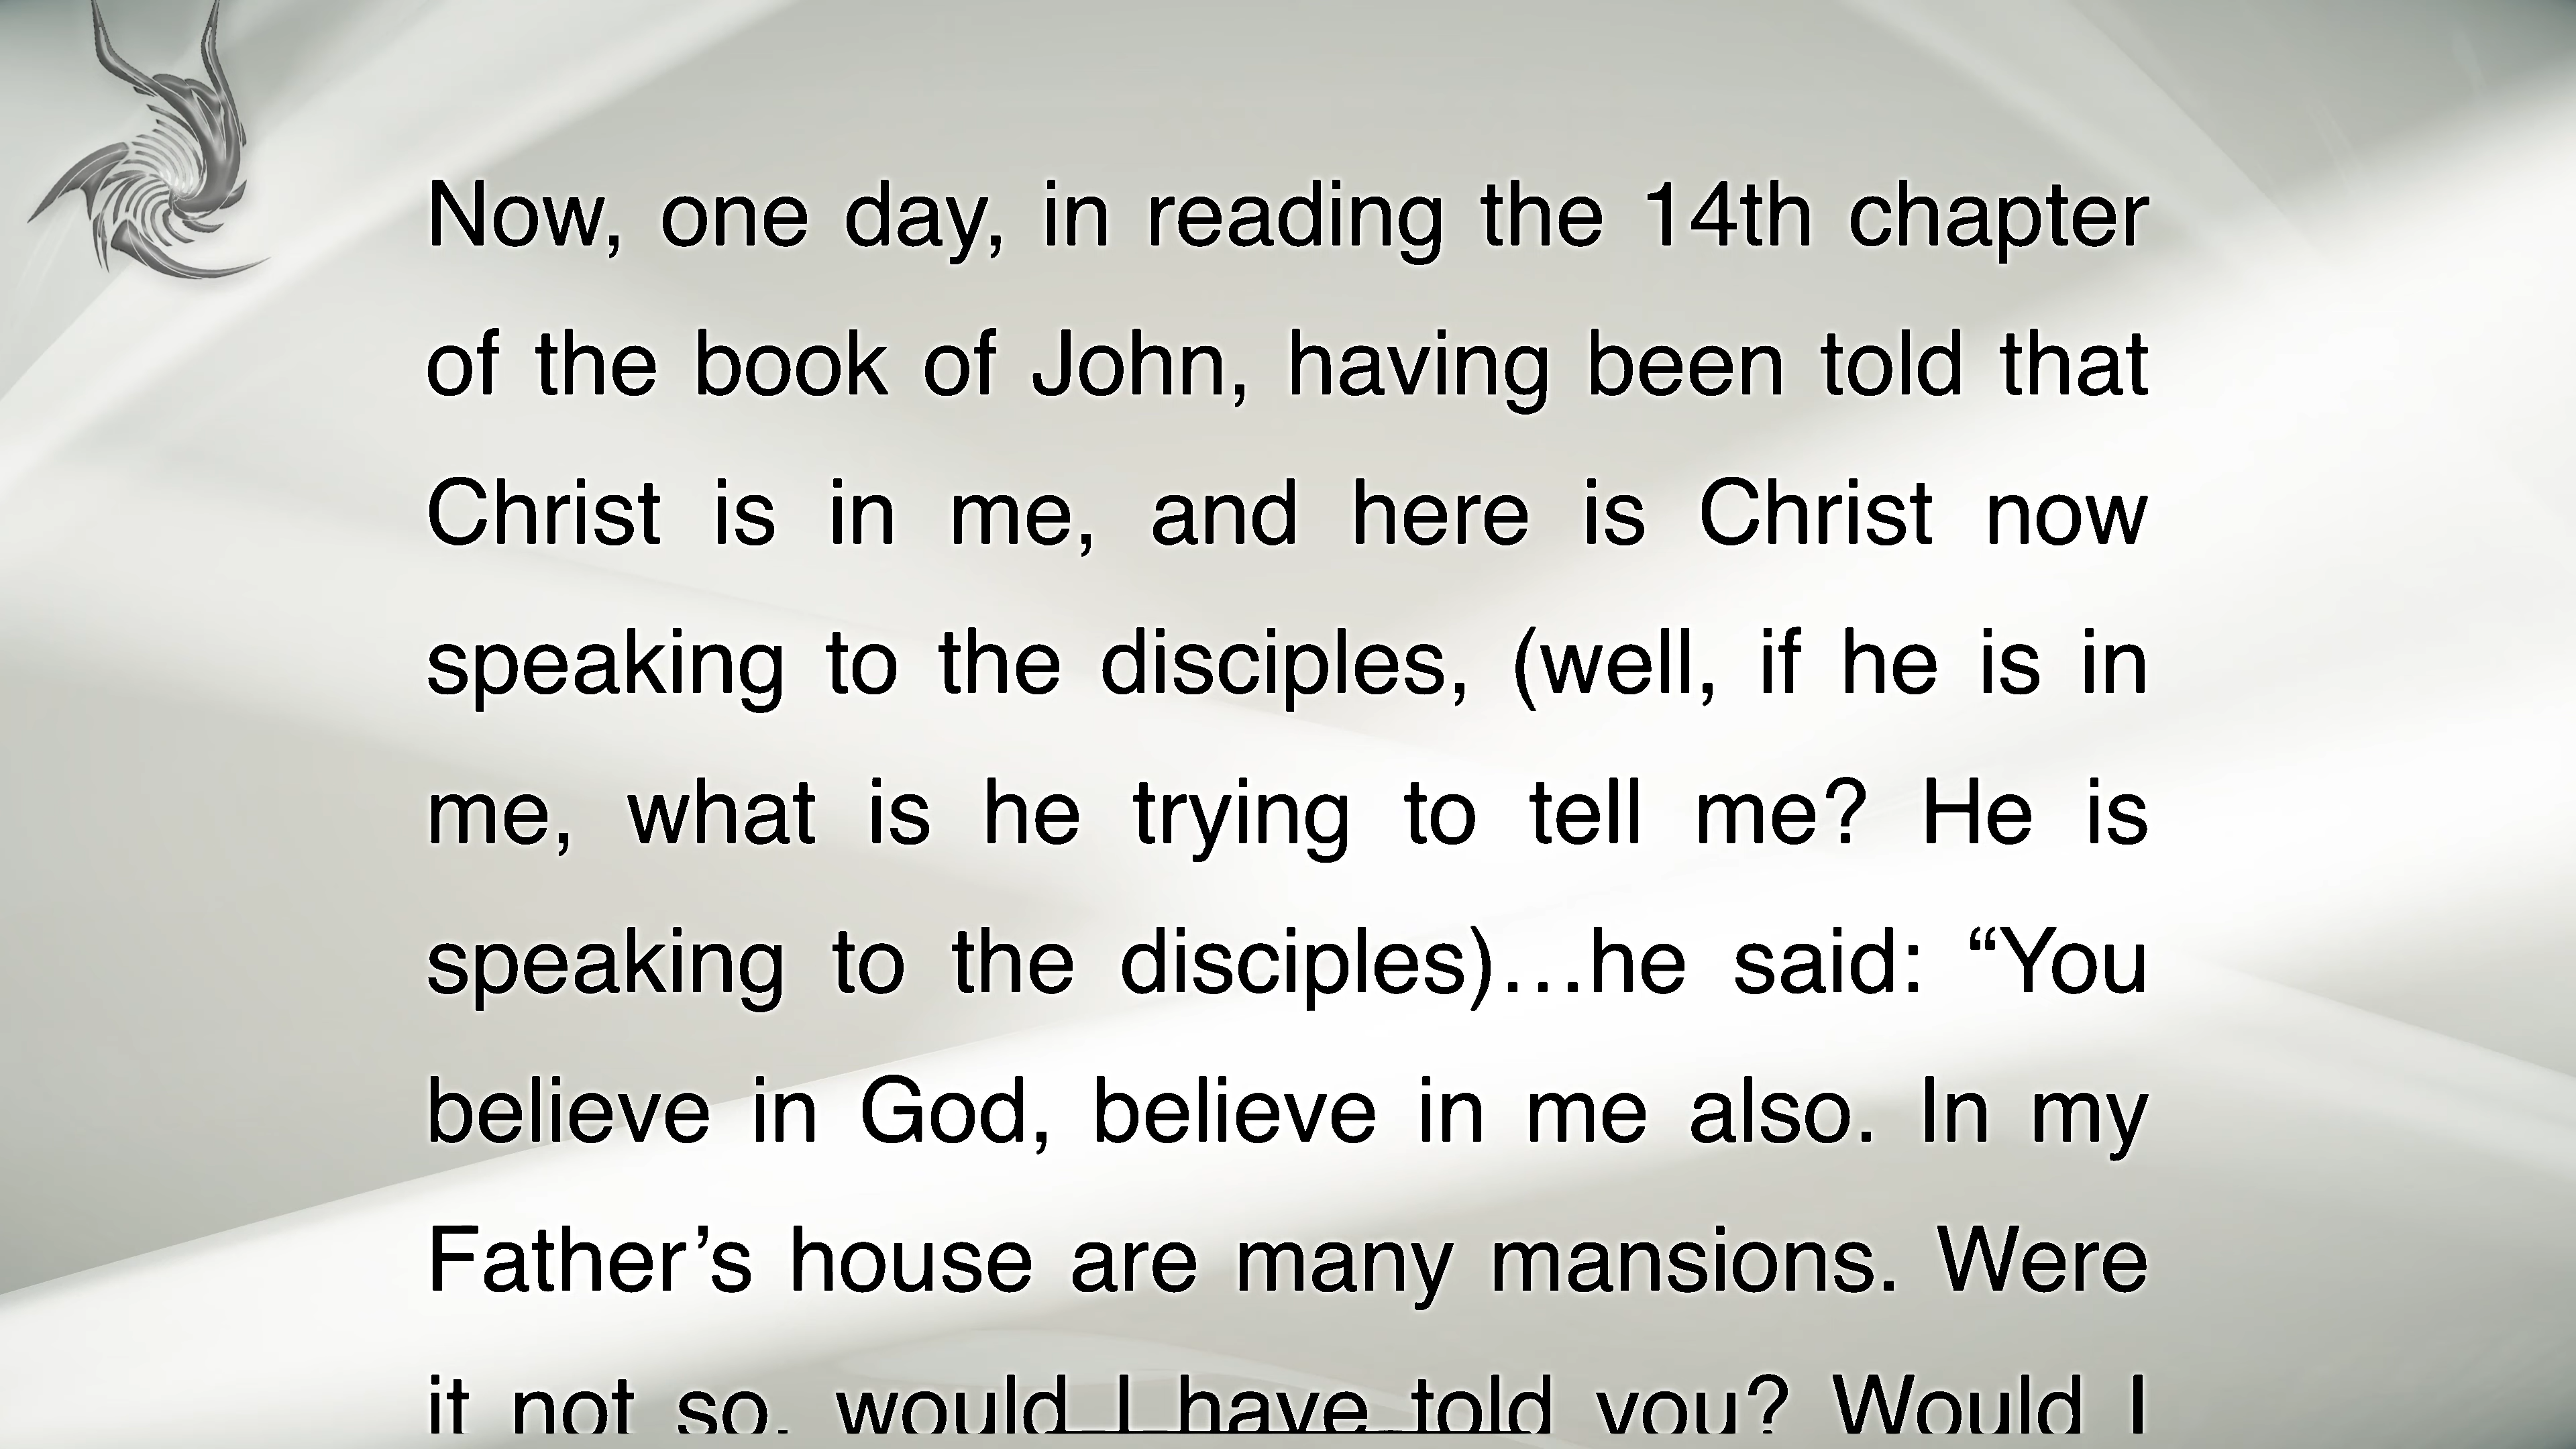 Now, one day, in reading the 14th chapter
of the book of John, having been told that
Christ is in me, and here is Christ now
speaking to the disciples, (well, if he is in
me, what is he trying to tell me? He is
speaking to the disciples)…he said: “You
believe in God, believe in me also. In my
Father’s house are many mansions. Were
it not so, would I have told you? Would I